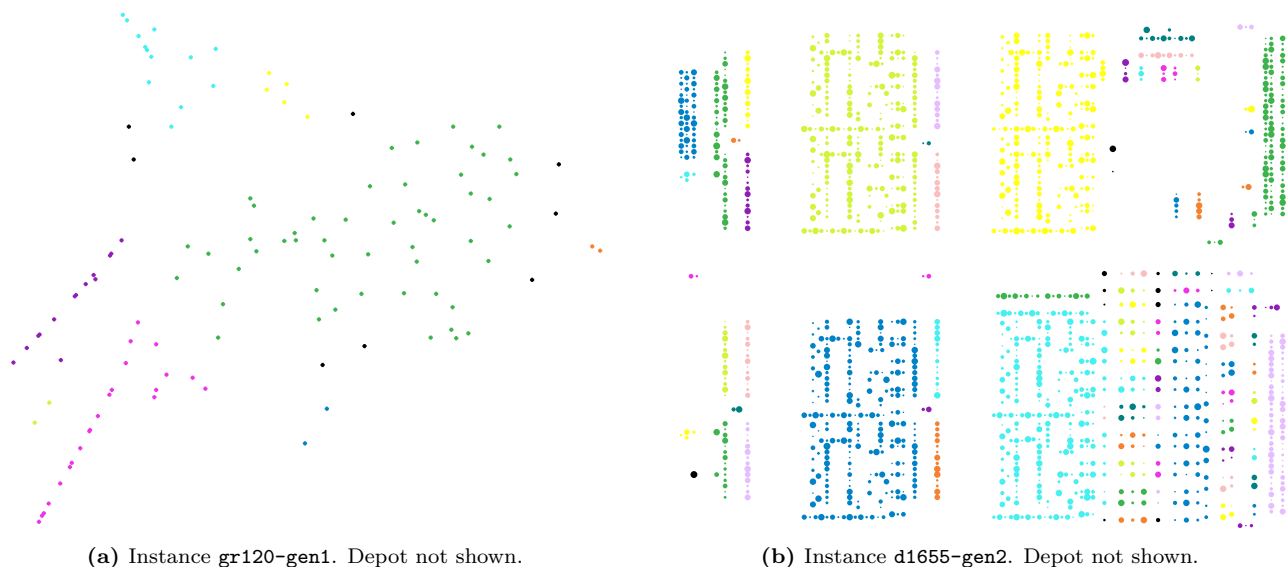 (a) Instance gr120-gen1. Depot not shown.
(b) Instance d1655-gen2. Depot not shown.